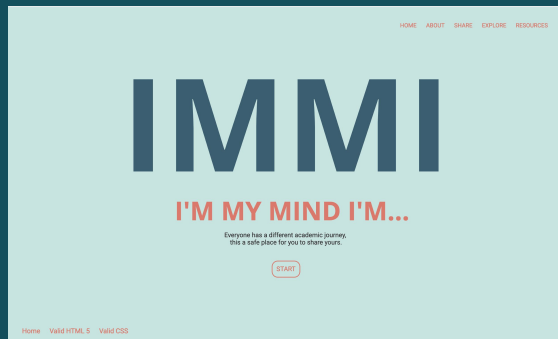 HOME ABOUT SHARE EXPLORE RESOURCES
IMMI
I'M MY MIND I'M...
Everyone has a different academic journey,
this a safe place for you to share yours.
START
Home Valid HTML 5 Valid CSS